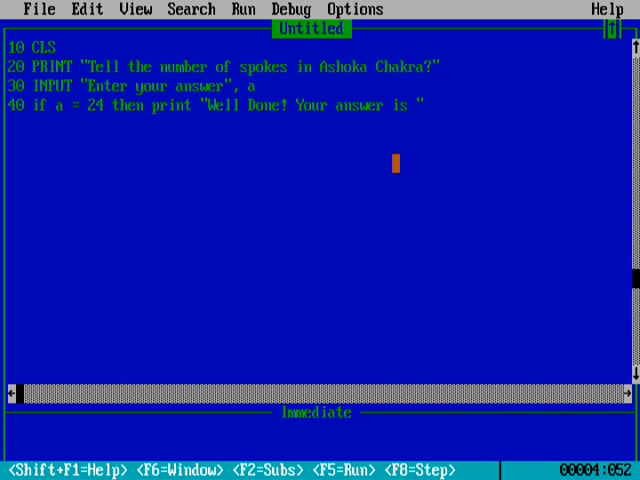 File Edit View Search Run Debug Options Help
Untitled
10 CLS
20 PRINT "Tell the number of spokes in Ashoka Chakra?"
30 INPUT "Enter your answer", a
40 if a = 24 then print "Well Done! Your answer is "
Immediate
<Shift+F1=Help> <F6=Window> <F2=Subs> <F5=Run> <F8=Step> 00004:052